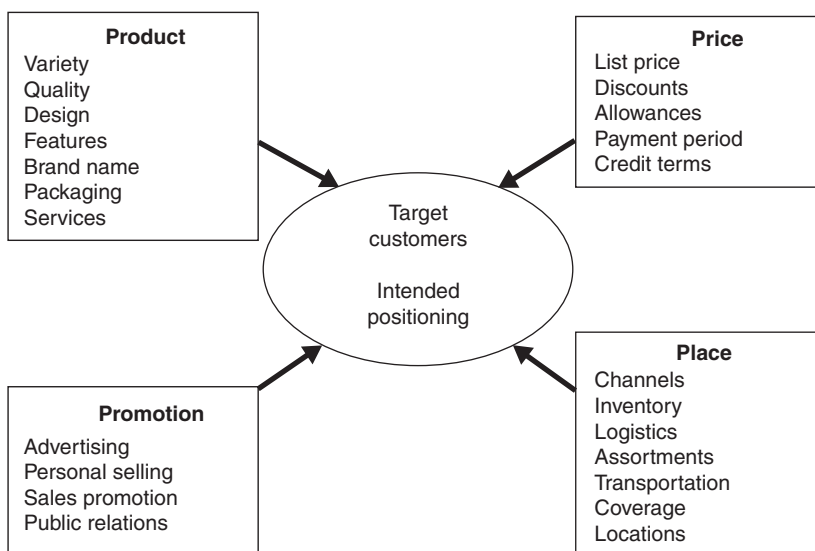 Product
Variety
Quality
Design
Features
Brand name
Packaging
Services
Price
List price
Discounts
Allowances
Payment period
Credit terms
Target
customers
Intended
positioning
Promotion
Advertising
Personal selling
Sales promotion
Public relations
Place
Channels
Inventory
Logistics
Assortments
Transportation
Coverage
Locations